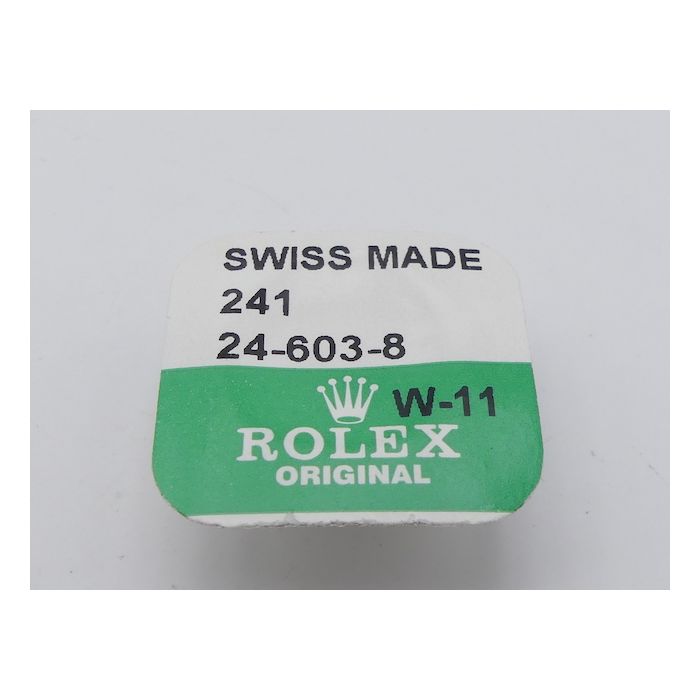 SWISS MADE
241
24-603-8
W-11
ROLEX
ORIGINAL